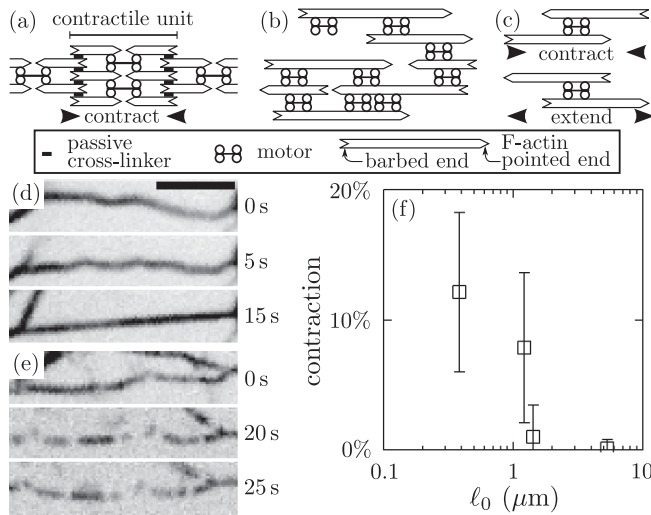 (a)
contractile unit
contract
(b)
(c)
contract
extend
passive
cross-linker
motor
barbed end
F-actin
pointed end
(d)
0 s
5 s
15 s
(e)
0 s
20 s
25 s
(f)
20%
10%
0%
contraction
0.1
1
10
ℓ₀ (μm)